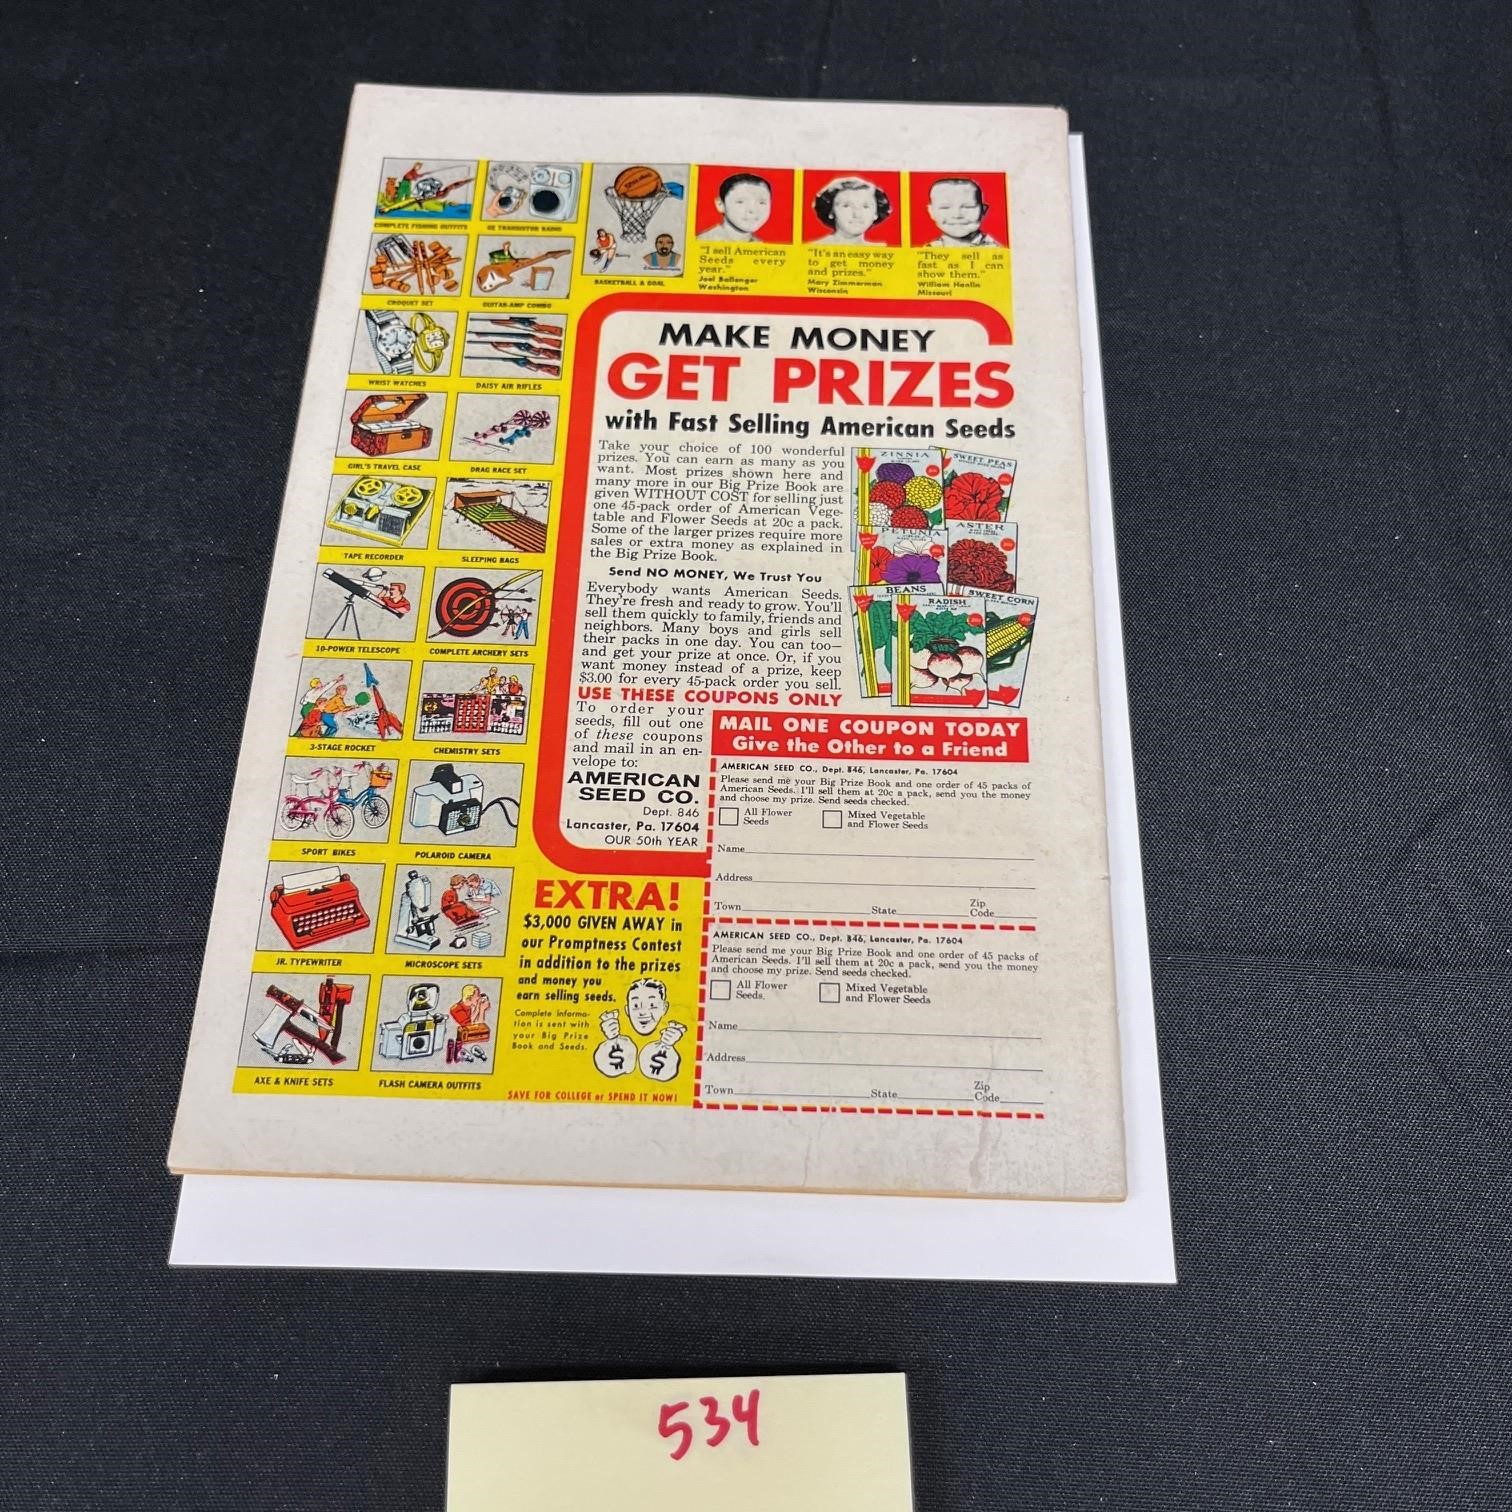 COMPLETE FISHING OUTFITS
GE TRANSISTOR RADIO
BASKETBALL & GOAL
CROQUET SET
GUITAR-AMP COMBO
WRIST WATCHES
DAISY AIR RIFLES
GIRL'S TRAVEL CASE
DRAG RACE SET
TAPE RECORDER
SLEEPING BAGS
10-POWER TELESCOPE
COMPLETE ARCHERY SETS
3-STAGE ROCKET
CHEMISTRY SETS
SPORT BIKES
POLAROID CAMERA
JR. TYPEWRITER
MICROSCOPE SETS
AXE & KNIFE SETS
FLASH CAMERA OUTFITS
"I sell American
Seeds every
year."
Joel Ballenger
Washington
"It's an easy way
to get money
and prizes."
Mary Zimmerman
Wisconsin
"They sell as
fast as I can
show them."
William Henlin
Missouri
MAKE MONEY
GET PRIZES
with Fast Selling American Seeds
Take your choice of 100 wonderful
prizes. You can earn as many as you
want. Most prizes shown here and
many more in our Big Prize Book are
given WITHOUT COST for selling just
one 45-pack order of American Vege-
table and Flower Seeds at 20c a pack.
Some of the larger prizes require more
sales or extra money as explained in
the Big Prize Book.
Send NO MONEY, We Trust You
Everybody wants American Seeds.
They're fresh and ready to grow. You'll
sell them quickly to family, friends and
neighbors. Many boys and girls sell
their packs in one day. You can too—
and get your prize at once. Or, if you
want money instead of a prize, keep
$3.00 for every 45-pack order you sell.
USE THESE COUPONS ONLY
To order your
seeds, fill out one
of these coupons
and mail in an en-
velope to:
AMERICAN
SEED CO.
Dept. 846
Lancaster, Pa. 17604
OUR 50th YEAR
ZINNIA
SWEET PEAS
PETUNIA
ASTER
BEANS
RADISH
SWEET CORN
MAIL ONE COUPON TODAY
Give the Other to a Friend
AMERICAN SEED CO., Dept. 846, Lancaster, Pa. 17604
Please send me your Big Prize Book and one order of 45 packs of
American Seeds. I'll sell them at 20c a pack, send you the money
and choose my prize. Send seeds checked.
All Flower
Seeds
Mixed Vegetable
and Flower Seeds
Name
Address
Town State Zip
Code
AMERICAN SEED CO., Dept. 846, Lancaster, Pa. 17604
Please send me your Big Prize Book and one order of 45 packs of
American Seeds. I'll sell them at 20c a pack, send you the money
and choose my prize. Send seeds checked.
All Flower
Seeds.
Mixed Vegetable
and Flower Seeds
Name
Address
Town State Zip
Code
EXTRA!
$3,000 GIVEN AWAY in
our Promptness Contest
in addition to the prizes
and money you
earn selling seeds.
Complete informa-
tion is sent with
your Big Prize
Book and Seeds.
$ $
SAVE FOR COLLEGE or SPEND IT NOW!
534